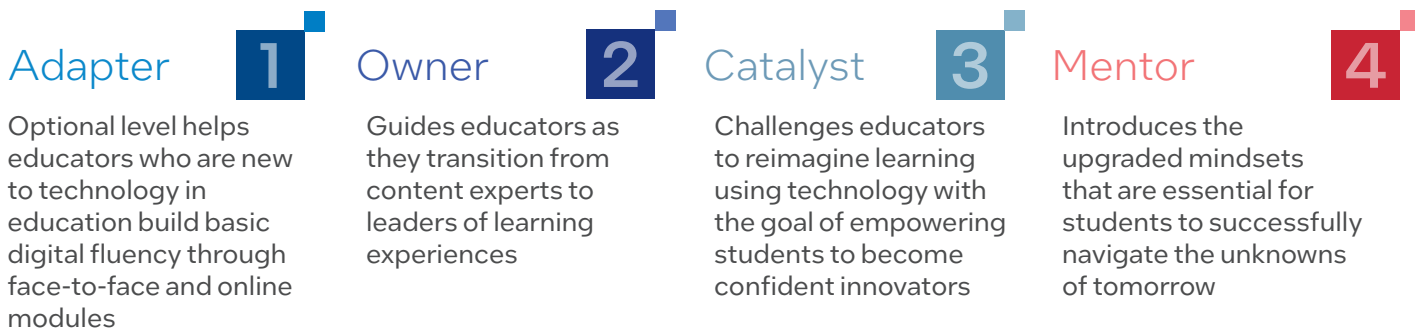 Adapter 1
Optional level helps
educators who are new
to technology in
education build basic
digital fluency through
face-to-face and online
modules
Owner 2
Guides educators as
they transition from
content experts to
leaders of learning
experiences
Catalyst 3
Challenges educators
to reimagine learning
using technology with
the goal of empowering
students to become
confident innovators
Mentor 4
Introduces the
upgraded mindsets
that are essential for
students to successfully
navigate the unknowns
of tomorrow